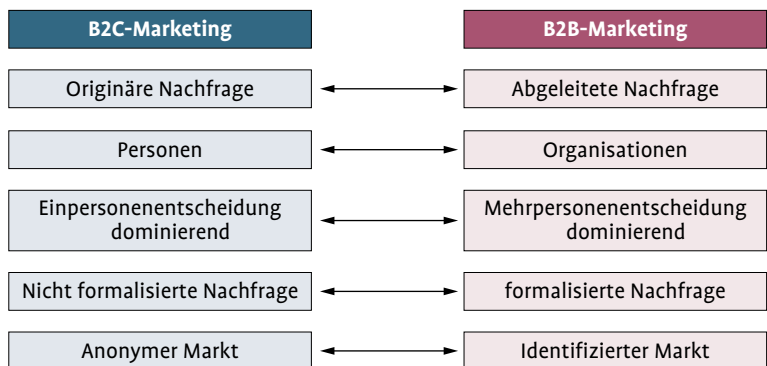 B2C-Marketing
B2B-Marketing
Originäre Nachfrage
Abgeleitete Nachfrage
Personen
Organisationen
Einpersonenentscheidung
dominierend
Mehrpersonenentscheidung
dominierend
Nicht formalisierte Nachfrage
formalisierte Nachfrage
Anonymer Markt
Identifizierter Markt